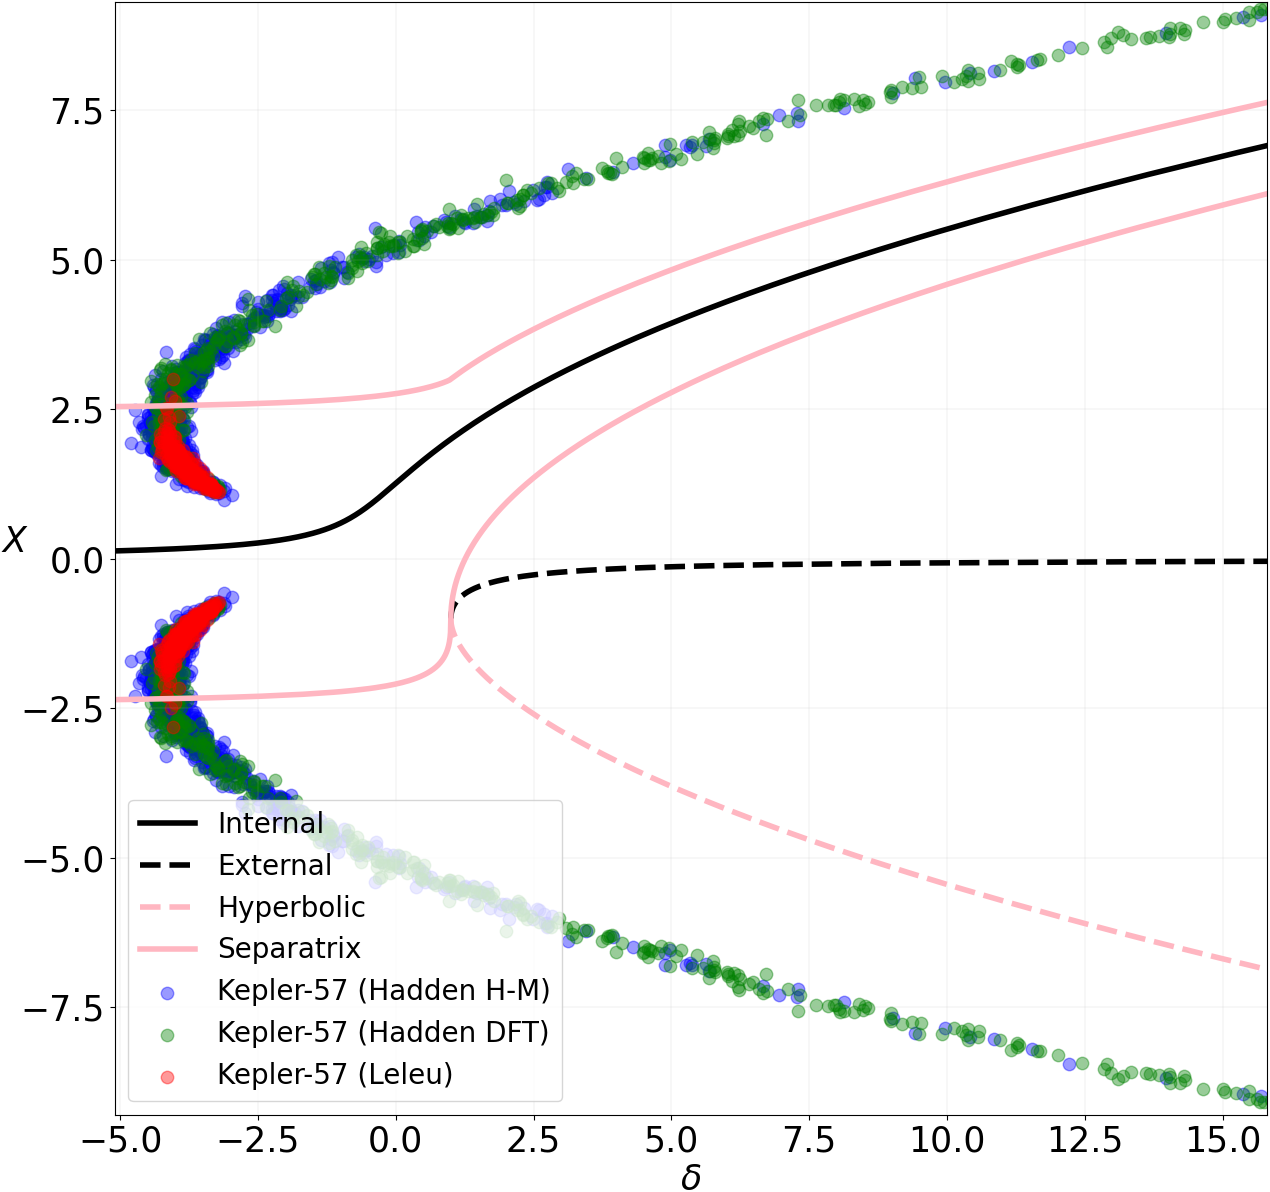 7.5
5.0
2.5
X
0.0
−2.5
−5.0
−7.5
Internal
External
Hyperbolic
Separatrix
Kepler-57 (Hadden H-M)
Kepler-57 (Hadden DFT)
Kepler-57 (Leleu)
−5.0 −2.5 0.0 2.5 5.0 7.5 10.0 12.5 15.0
δ